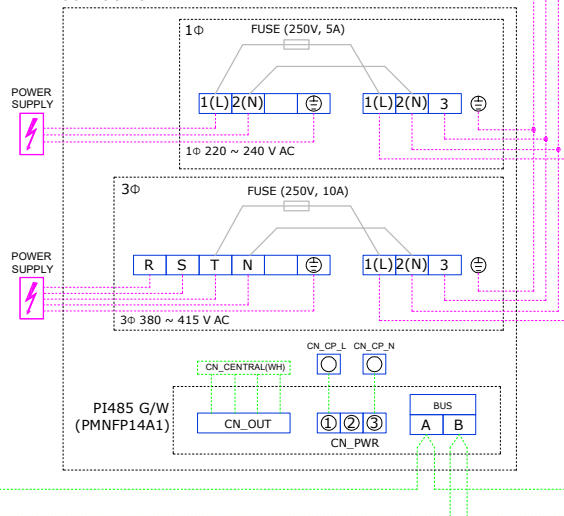 1Φ
FUSE (250V, 5A)
POWER
SUPPLY
1(L) 2(N)
1(L) 2(N) 3
1Φ 220 ~ 240 V AC
3Φ
FUSE (250V, 10A)
POWER
SUPPLY
R S T N
1(L) 2(N) 3
3Φ 380 ~ 415 V AC
CN_CP_L CN_CP_N
CN_CENTRAL(WH)
PI485 G/W
(PMNFP14A1)
CN_OUT
① ② ③
CN_PWR
BUS
A B